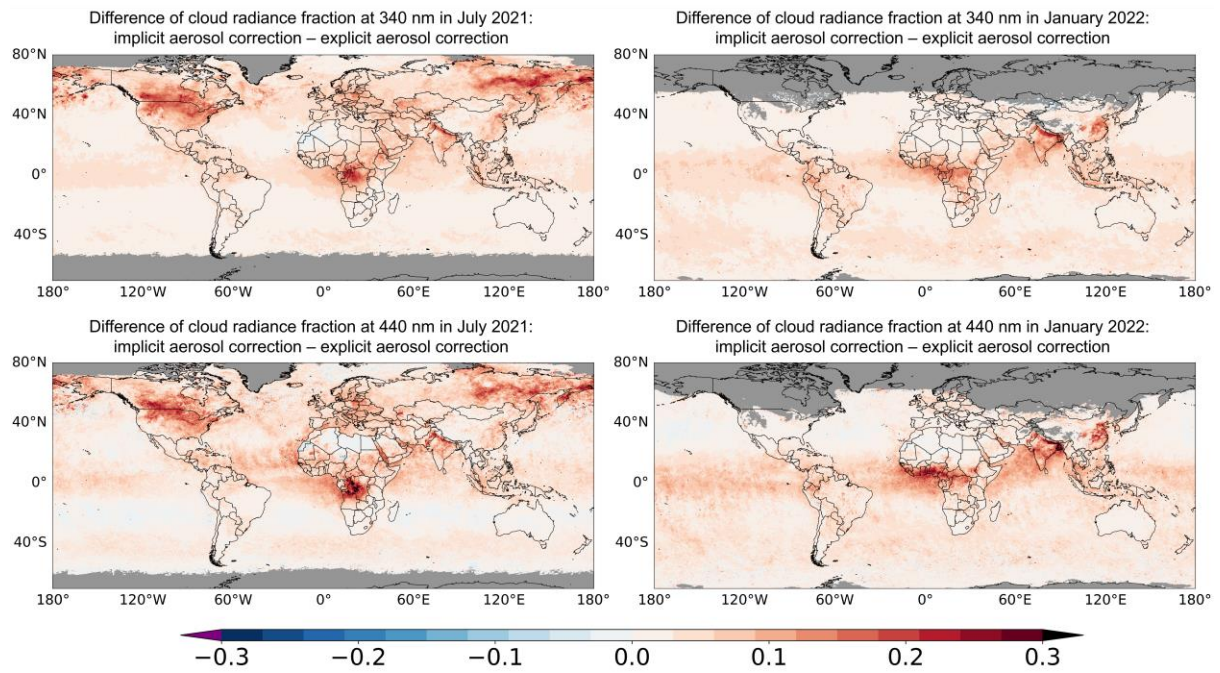 Difference of cloud radiance fraction at 340 nm in July 2021:
implicit aerosol correction – explicit aerosol correction
80°N
40°N
0°
40°S
180° 120°W 60°W 0° 60°E 120°E 180°
Difference of cloud radiance fraction at 340 nm in January 2022:
implicit aerosol correction – explicit aerosol correction
80°N
40°N
0°
40°S
180° 120°W 60°W 0° 60°E 120°E 180°
Difference of cloud radiance fraction at 440 nm in July 2021:
implicit aerosol correction – explicit aerosol correction
80°N
40°N
0°
40°S
180° 120°W 60°W 0° 60°E 120°E 180°
Difference of cloud radiance fraction at 440 nm in January 2022:
implicit aerosol correction – explicit aerosol correction
80°N
40°N
0°
40°S
180° 120°W 60°W 0° 60°E 120°E 180°
−0.3 −0.2 −0.1 0.0 0.1 0.2 0.3